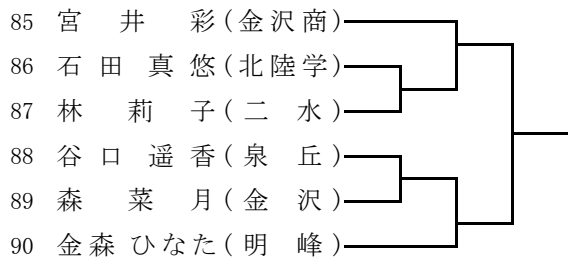 85 宮井 彩(金沢商)
86 石田真悠(北陸学)
87 林 莉子(二水)
88 谷口遥香(泉丘)
89 森 菜月(金沢)
90 金森ひなた(明峰)